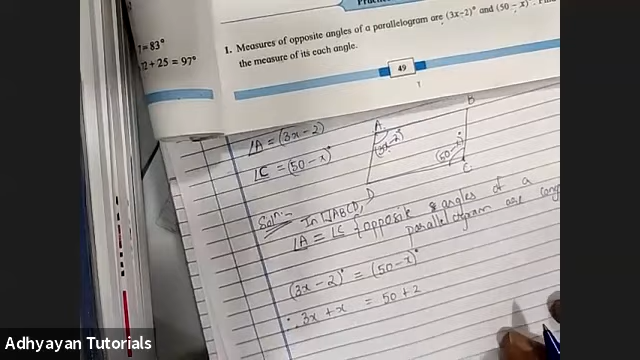 = 83°
+ 25 = 97°
1. Measures of opposite angles of a parallelogram are (3x–2)° and (50 – x)°.
the measure of its each angle.
49
∠A = (3x – 2)
∠C = (50 – x)°
A
B
(3x-2)°
(50-x)°
C
D
Soln:-
In □ABCD,
∠A = ∠C {opposite angles of a
parallelogram are
(3x – 2)° = (50 – x)°
∴ 3x + x = 50 + 2
Adhyayan Tutorials